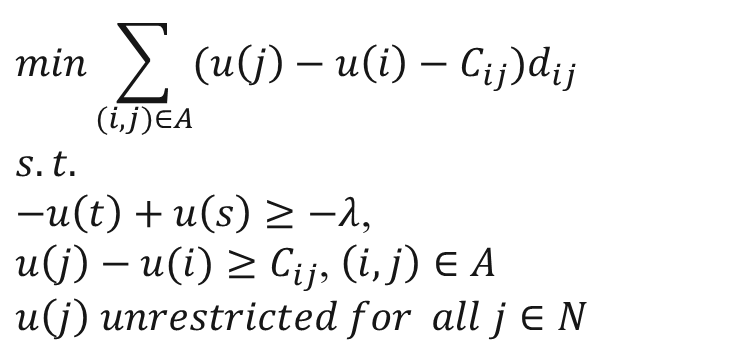 min ∑ (u(j) − u(i) − C_{ij})d_{ij}
(i,j)∈A
s.t.
−u(t) + u(s) ≥ −λ,
u(j) − u(i) ≥ C_{ij}, (i,j) ∈ A
u(j) unrestricted for all j ∈ N